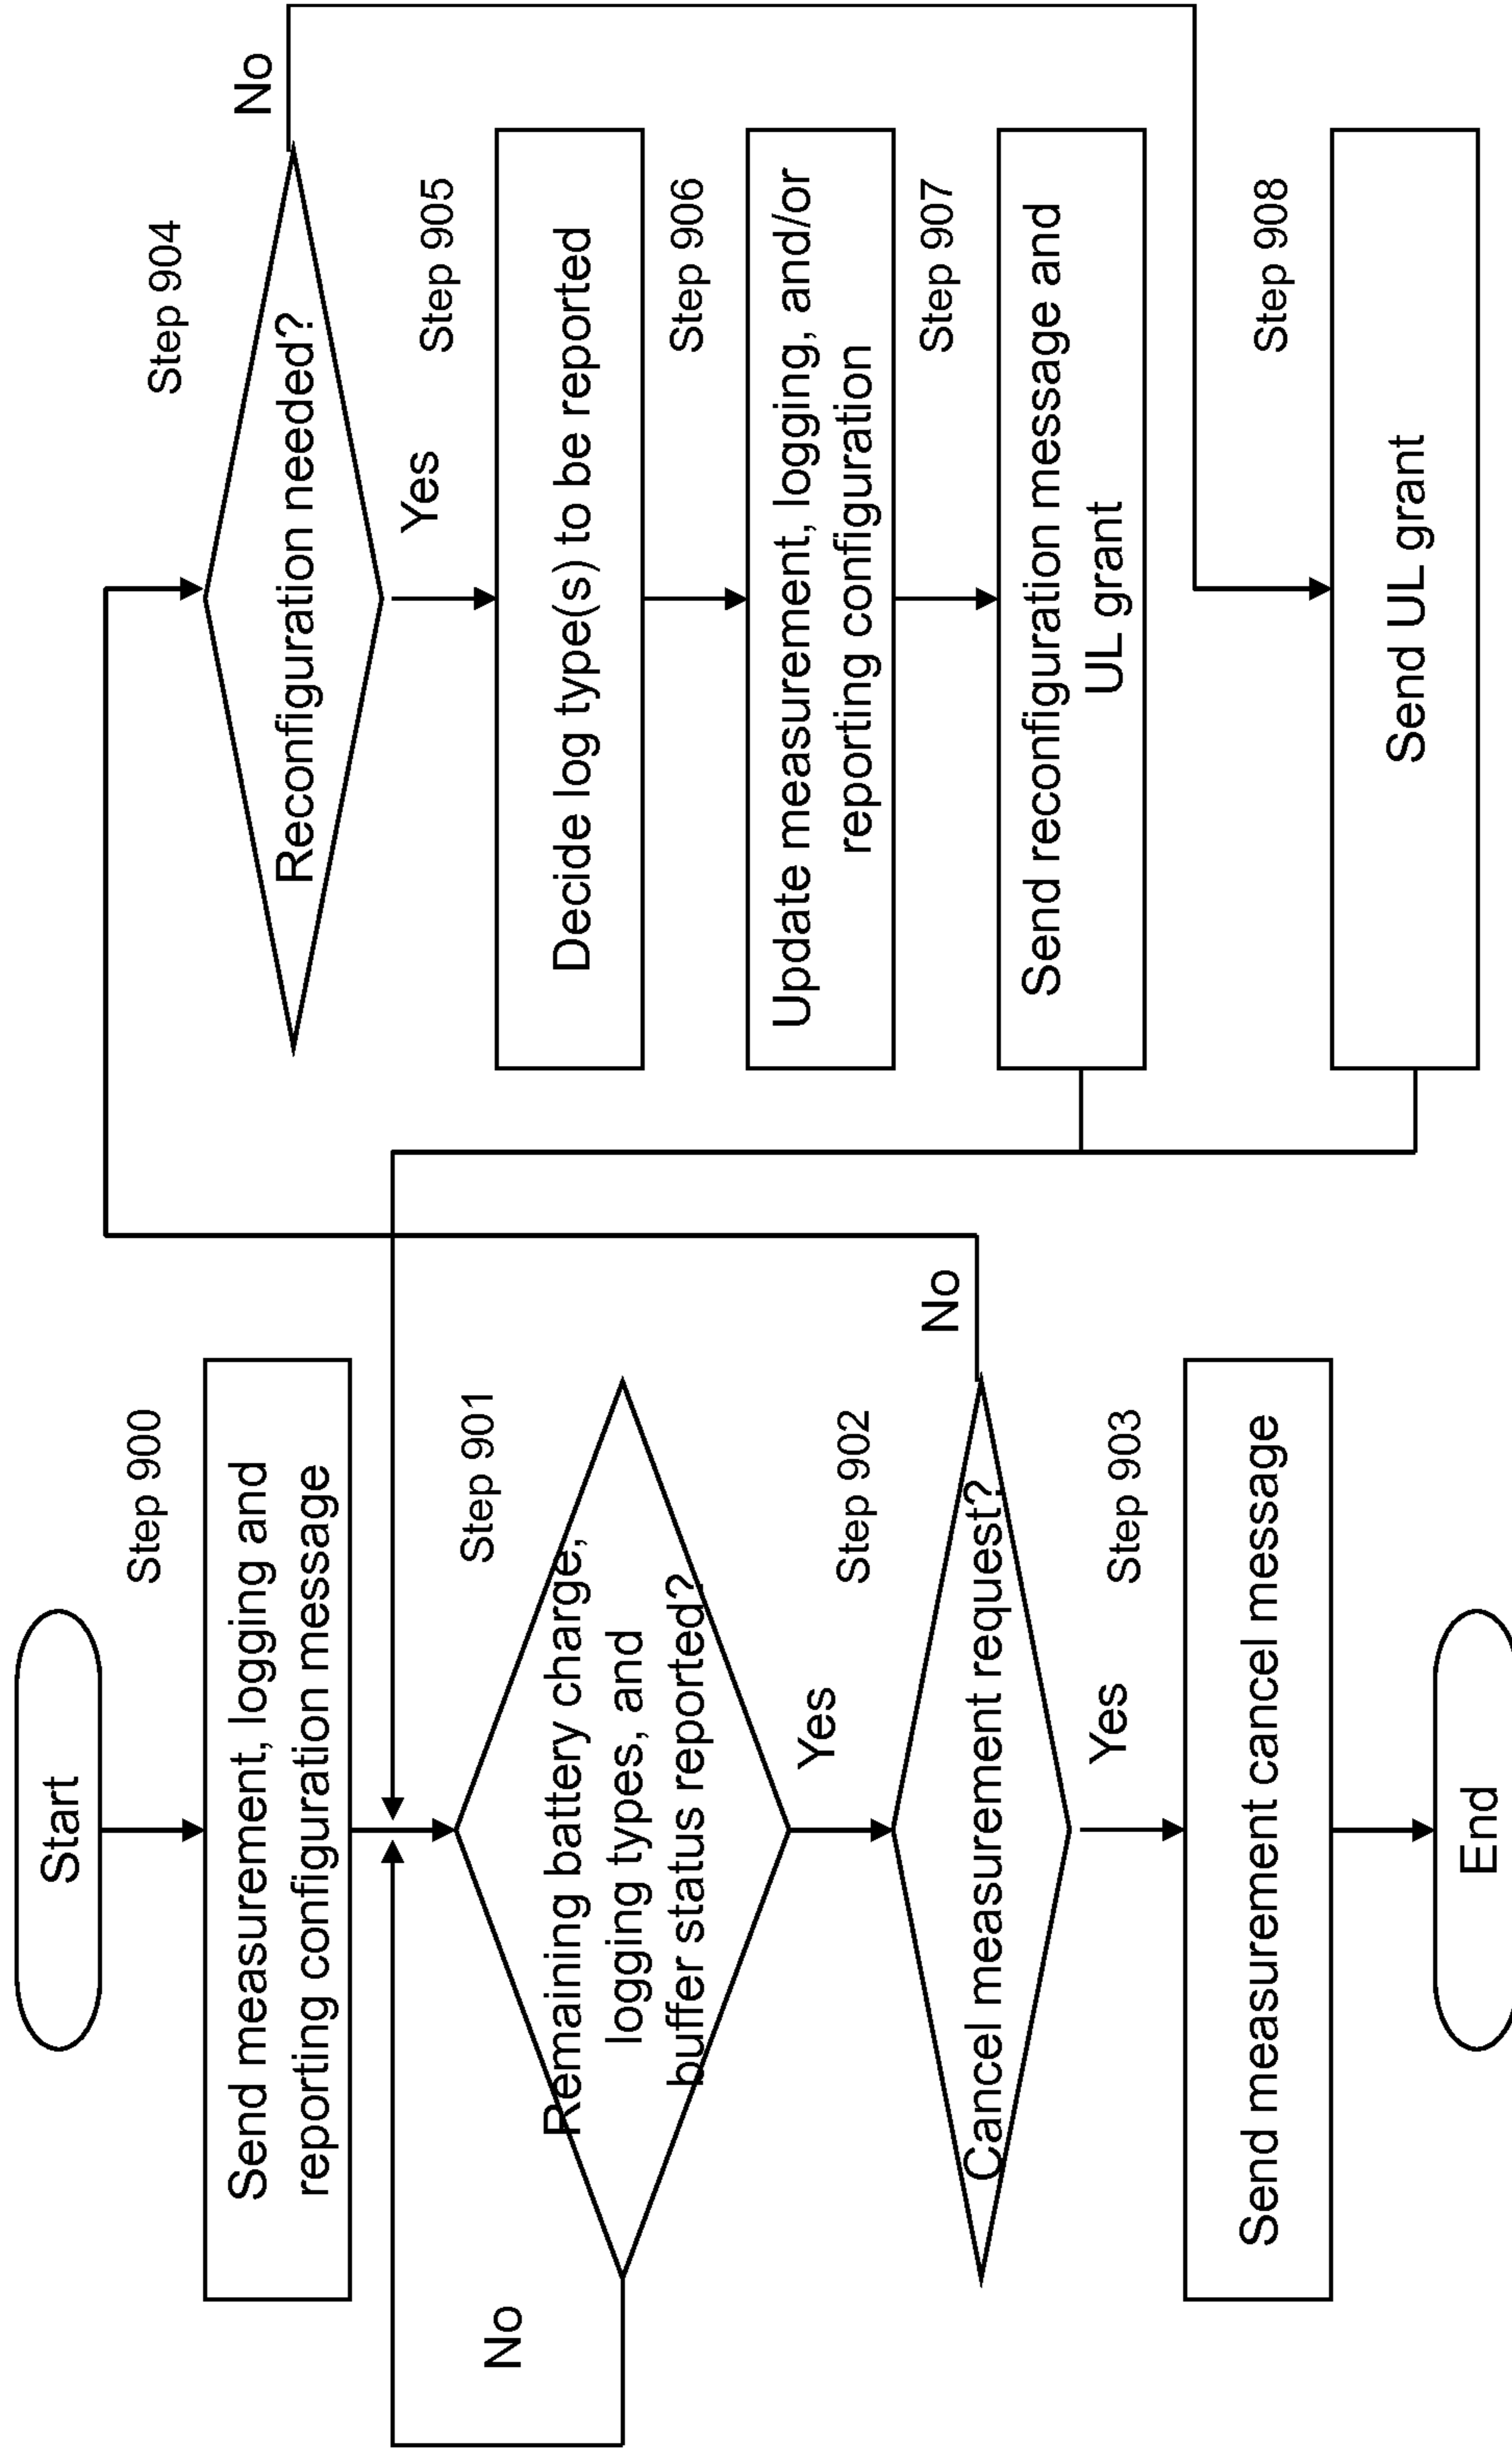 Start
Step 900
Send measurement, logging and
reporting configuration message
Step 901
Remaining battery charge,
logging types, and
buffer status reported?
No
Yes
Step 902
Cancel measurement request?
No
Yes
Step 903
Send measurement cancel message
End
Step 904
Reconfiguration needed?
No
Yes
Step 905
Decide log type(s) to be reported
Step 906
Update measurement, logging, and/or
reporting configuration
Step 907
Send reconfiguration message and
UL grant
Step 908
Send UL grant